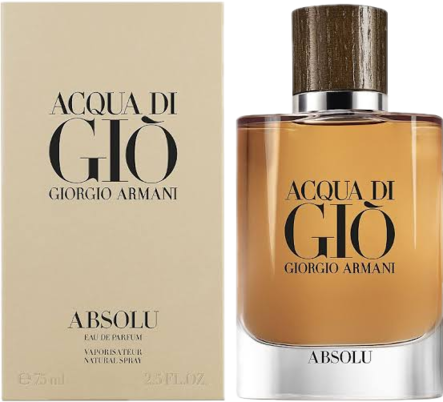 ACQUA DI
GIÒ
GIORGIO ARMANI
ABSOLU
EAU DE PARFUM
VAPORISATEUR
NATURAL SPRAY
℮ 75 ml 2.5 FL.OZ.
ACQUA DI
GIÒ
GIORGIO ARMANI
ABSOLU